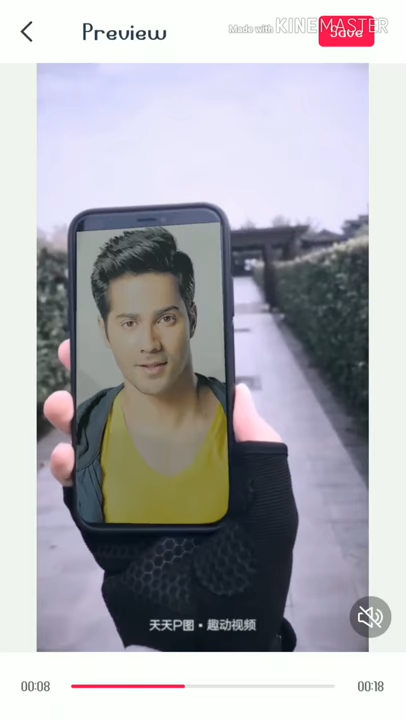 Preview
Made with KINEMASTER
Save
天天P图·趣动视频
00:08
00:18